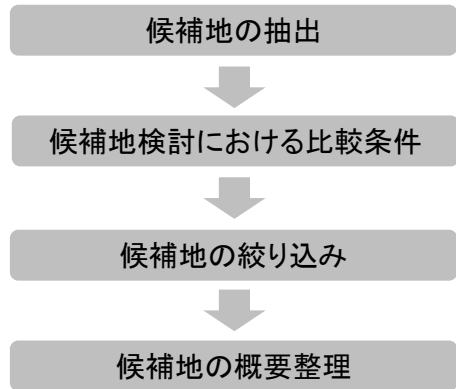 候補地の抽出
候補地検討における比較条件
候補地の絞り込み
候補地の概要整理